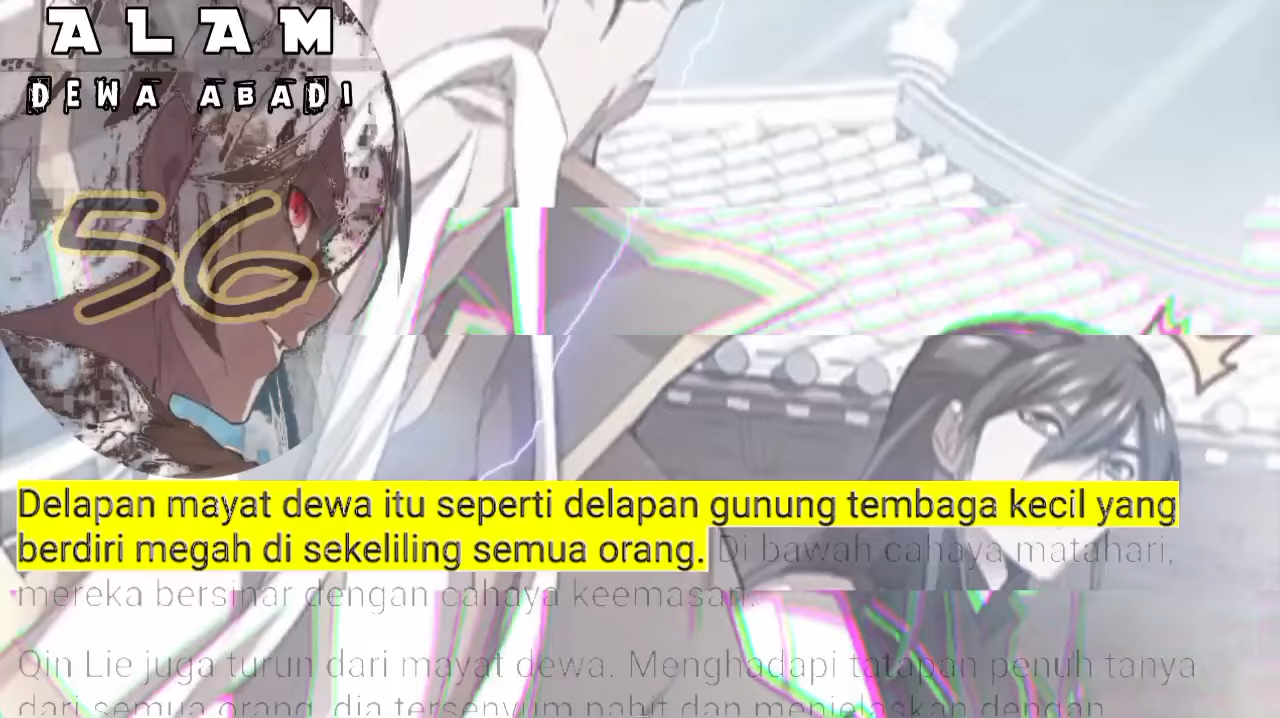 ALAM
DEWA ABADI
56
Delapan mayat dewa itu seperti delapan gunung tembaga kecil yang
berdiri megah di sekeliling semua orang. Di bawah cahaya matahari,
mereka bersinar dengan cahaya keemasan.
Qin Lie juga turun dari mayat dewa. Menghadapi tatapan penuh tanya
dari semua orang, dia tersenyum pahit dan menjelaskan dengan